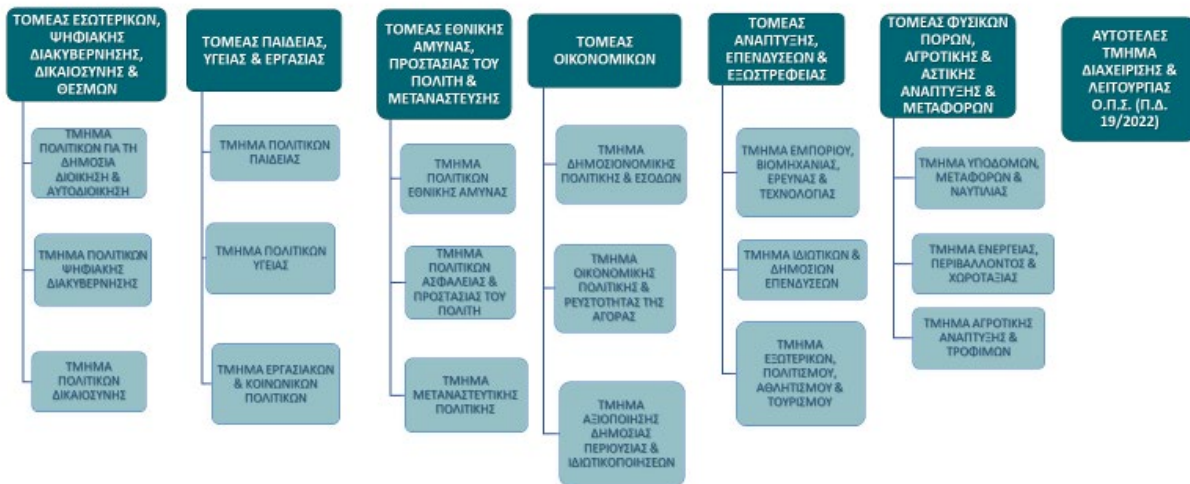 ΤΟΜΕΑΣ ΕΣΩΤΕΡΙΚΩΝ,
ΨΗΦΙΑΚΗΣ
ΔΙΑΚΥΒΕΡΝΗΣΗΣ,
ΔΙΚΑΙΟΣΥΝΗΣ &
ΘΕΣΜΩΝ
ΤΜΗΜΑ
ΠΟΛΙΤΙΚΩΝ ΓΙΑ ΤΗ
ΔΗΜΟΣΙΑ
ΔΙΟΙΚΗΣΗ &
ΑΥΤΟΔΙΟΙΚΗΣΗ
ΤΜΗΜΑ ΠΟΛΙΤΙΚΩΝ
ΨΗΦΙΑΚΗΣ
ΔΙΑΚΥΒΕΡΝΗΣΗΣ
ΤΜΗΜΑ
ΠΟΛΙΤΙΚΩΝ
ΔΙΚΑΙΟΣΥΝΗΣ
ΤΟΜΕΑΣ ΠΑΙΔΕΙΑΣ,
ΥΓΕΙΑΣ & ΕΡΓΑΣΙΑΣ
ΤΜΗΜΑ ΠΟΛΙΤΙΚΩΝ
ΠΑΙΔΕΙΑΣ
ΤΜΗΜΑ ΠΟΛΙΤΙΚΩΝ
ΥΓΕΙΑΣ
ΤΜΗΜΑ ΕΡΓΑΣΙΑΚΩΝ
& ΚΟΙΝΩΝΙΚΩΝ
ΠΟΛΙΤΙΚΩΝ
ΤΟΜΕΑΣ ΕΘΝΙΚΗΣ
ΑΜΥΝΑΣ,
ΠΡΟΣΤΑΣΙΑΣ ΤΟΥ
ΠΟΛΙΤΗ &
ΜΕΤΑΝΑΣΤΕΥΣΗΣ
ΤΜΗΜΑ
ΠΟΛΙΤΙΚΩΝ
ΕΘΝΙΚΗΣ ΑΜΥΝΑΣ
ΤΜΗΜΑ
ΠΟΛΙΤΙΚΩΝ
ΑΣΦΑΛΕΙΑΣ &
ΠΡΟΣΤΑΣΙΑΣ ΤΟΥ
ΠΟΛΙΤΗ
ΤΜΗΜΑ
ΜΕΤΑΝΑΣΤΕΥΤΙΚΗΣ
ΠΟΛΙΤΙΚΗΣ
ΤΟΜΕΑΣ
ΟΙΚΟΝΟΜΙΚΩΝ
ΤΜΗΜΑ
ΔΗΜΟΣΙΟΝΟΜΙΚΗΣ
ΠΟΛΙΤΙΚΗΣ & ΕΣΟΔΩΝ
ΤΜΗΜΑ
ΟΙΚΟΝΟΜΙΚΗΣ
ΠΟΛΙΤΙΚΗΣ &
ΡΕΥΣΤΟΤΗΤΑΣ ΤΗΣ
ΑΓΟΡΑΣ
ΤΜΗΜΑ
ΑΞΙΟΠΟΙΗΣΗΣ
ΔΗΜΟΣΙΑΣ
ΠΕΡΙΟΥΣΙΑΣ &
ΙΔΙΩΤΙΚΟΠΟΙΗΣΕΩΝ
ΤΟΜΕΑΣ
ΑΝΑΠΤΥΞΗΣ,
ΕΠΕΝΔΥΣΕΩΝ &
ΕΞΩΣΤΡΕΦΕΙΑΣ
ΤΜΗΜΑ ΕΜΠΟΡΙΟΥ,
ΒΙΟΜΗΧΑΝΙΑΣ,
ΕΡΕΥΝΑΣ &
ΤΕΧΝΟΛΟΓΙΑΣ
ΤΜΗΜΑ ΙΔΙΩΤΙΚΩΝ &
ΔΗΜΟΣΙΩΝ
ΕΠΕΝΔΥΣΕΩΝ
ΤΜΗΜΑ
ΕΞΩΤΕΡΙΚΩΝ,
ΠΟΛΙΤΙΣΜΟΥ,
ΑΘΛΗΤΙΣΜΟΥ &
ΤΟΥΡΙΣΜΟΥ
ΤΟΜΕΑΣ ΦΥΣΙΚΩΝ
ΠΟΡΩΝ,
ΑΓΡΟΤΙΚΗΣ &
ΑΣΤΙΚΗΣ
ΑΝΑΠΤΥΞΗΣ &
ΜΕΤΑΦΟΡΩΝ
ΤΜΗΜΑ ΥΠΟΔΟΜΩΝ,
ΜΕΤΑΦΟΡΩΝ &
ΝΑΥΤΙΛΙΑΣ
ΤΜΗΜΑ ΕΝΕΡΓΕΙΑΣ,
ΠΕΡΙΒΑΛΛΟΝΤΟΣ &
ΧΩΡΟΤΑΞΙΑΣ
ΤΜΗΜΑ ΑΓΡΟΤΙΚΗΣ
ΑΝΑΠΤΥΞΗΣ &
ΤΡΟΦΙΜΩΝ
ΑΥΤΟΤΕΛΕΣ
ΤΜΗΜΑ
ΔΙΑΧΕΙΡΙΣΗΣ &
ΛΕΙΤΟΥΡΓΙΑΣ
Ο.Π.Σ. (Π.Δ.
19/2022)